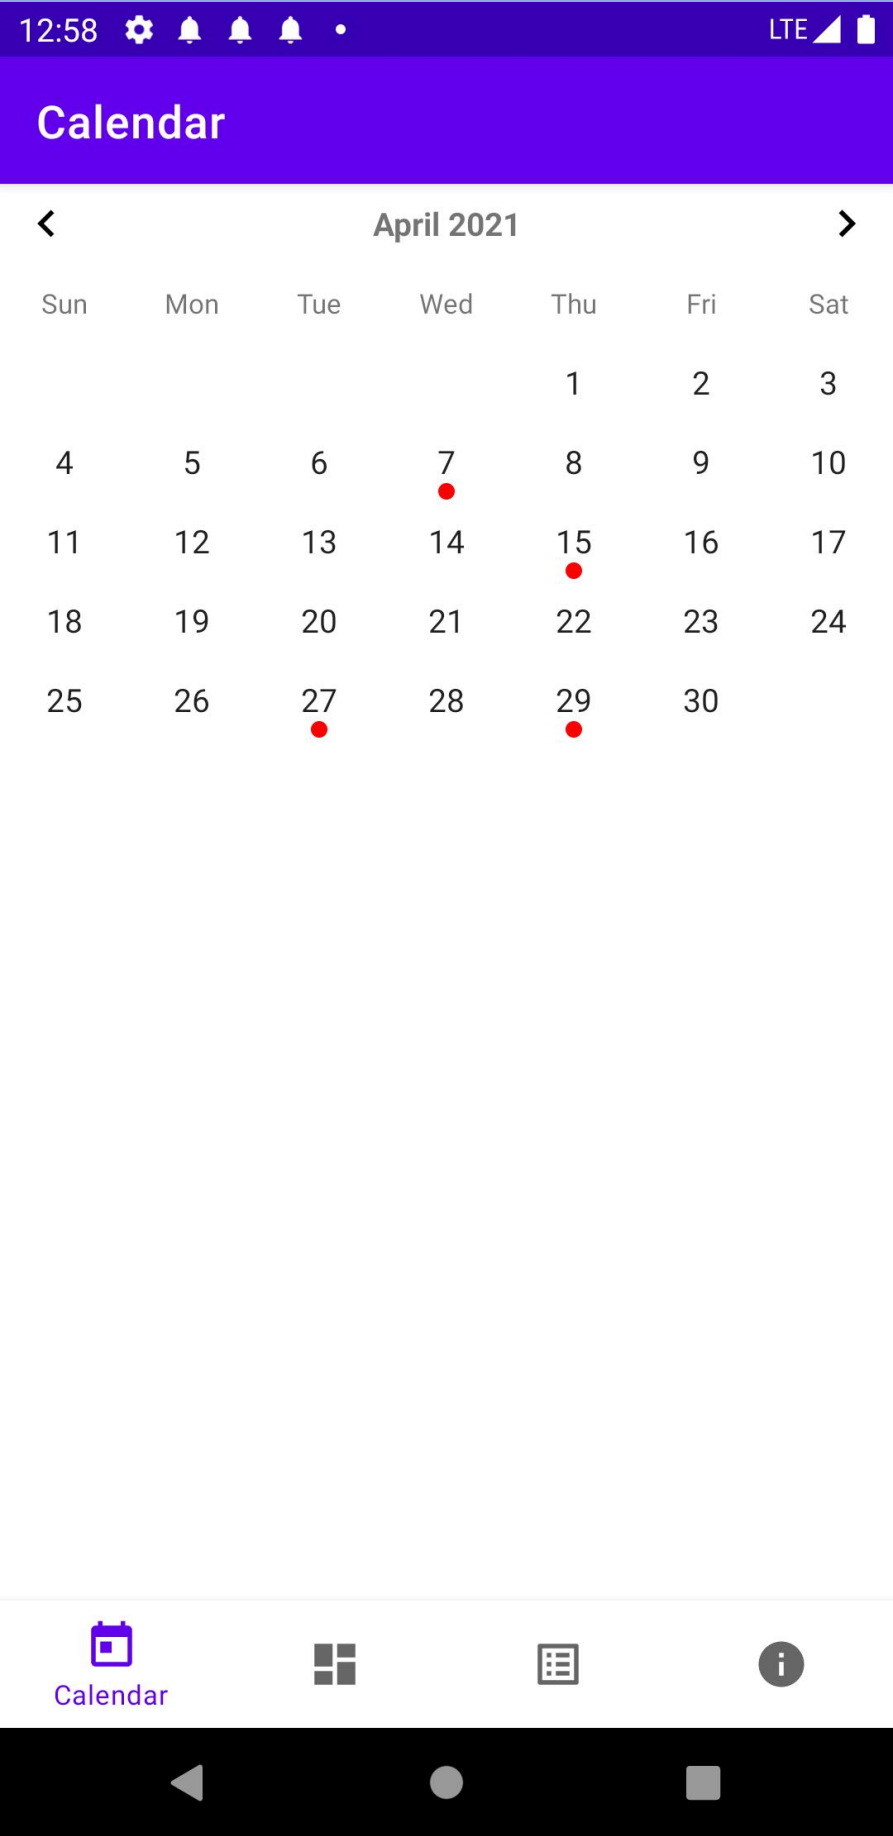 12:58 LTE
Calendar
April 2021
Sun Mon Tue Wed Thu Fri Sat
1 2 3
4 5 6 7 8 9 10
11 12 13 14 15 16 17
18 19 20 21 22 23 24
25 26 27 28 29 30
Calendar